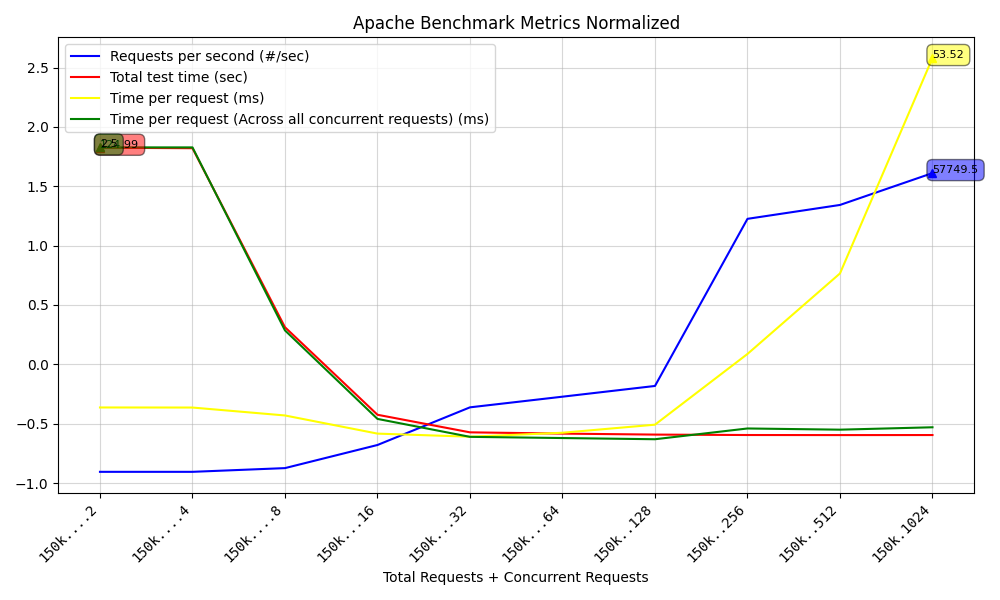 Apache Benchmark Metrics Normalized
Requests per second (#/sec)
Total test time (sec)
Time per request (ms)
Time per request (Across all concurrent requests) (ms)
53.52
57749.5
2.5
2.0
1.5
1.0
0.5
0.0
−0.5
−1.0
150k....2
150k....4
150k....8
150k...16
150k...32
150k...64
150k..128
150k..256
150k..512
150k.1024
Total Requests + Concurrent Requests